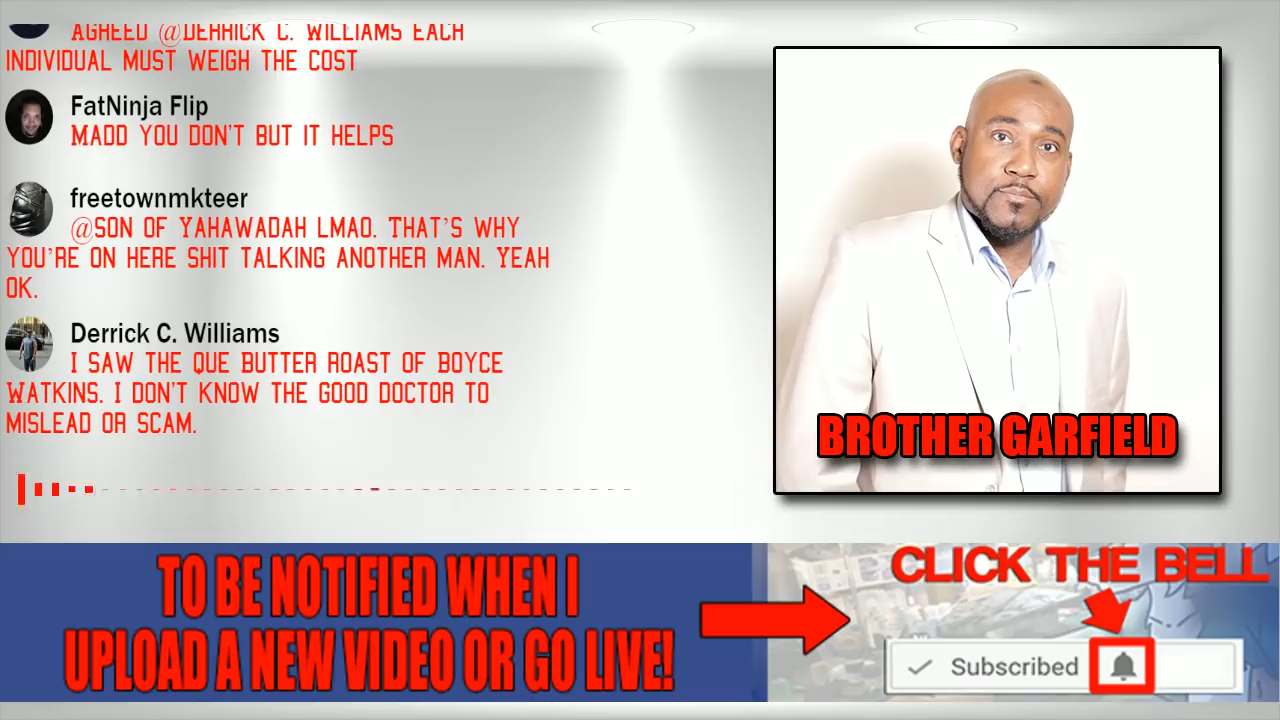 AGREED @DERRICK C. WILLIAMS EACH
INDIVIDUAL MUST WEIGH THE COST
FatNinja Flip
MADD YOU DON'T BUT IT HELPS
freetownmkteer
@SON OF YAHAWADAH LMAO. THAT'S WHY
YOU'RE ON HERE SHIT TALKING ANOTHER MAN. YEAH
OK.
Derrick C. Williams
I SAW THE QUE BUTTER ROAST OF BOYCE
WATKINS. I DON'T KNOW THE GOOD DOCTOR TO
MISLEAD OR SCAM.
BROTHER GARFIELD
TO BE NOTIFIED WHEN I
UPLOAD A NEW VIDEO OR GO LIVE!
CLICK THE BELL
Subscribed